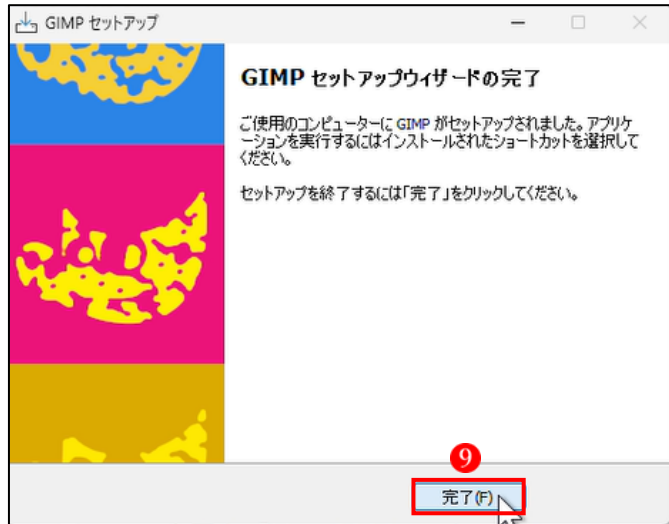 GIMP セットアップ
GIMP セットアップウィザードの完了
ご使用のコンピューターに GIMP がセットアップされました。アプリケ
ーションを実行するにはインストールされたショートカットを選択して
ください。
セットアップを終了するには「完了」をクリックしてください。
9
完了(F)